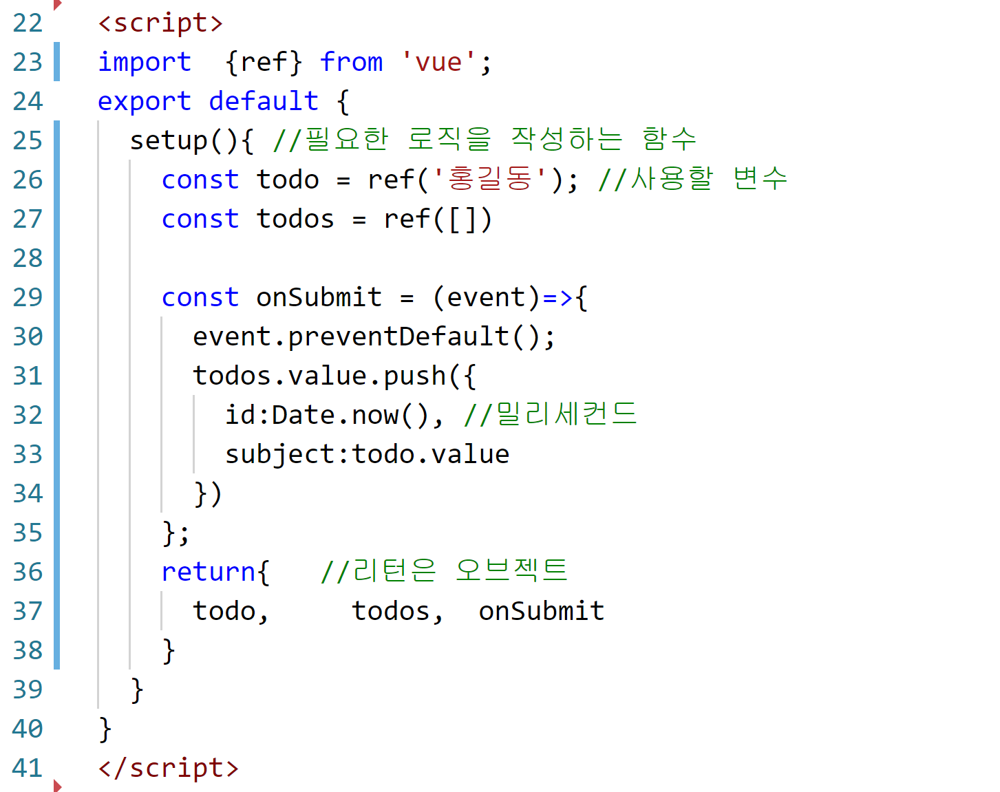 22 <script>
23 import  {ref} from 'vue';
24 export default {
25   setup(){ //필요한 로직을 작성하는 함수
26     const todo = ref('홍길동'); //사용할 변수
27     const todos = ref([])
28
29     const onSubmit = (event)=>{
30       event.preventDefault();
31       todos.value.push({
32         id:Date.now(), //밀리세컨드
33         subject:todo.value
34       })
35     };
36     return{   //리턴은 오브젝트
37       todo,     todos,  onSubmit
38     }
39   }
40 }
41 </script>